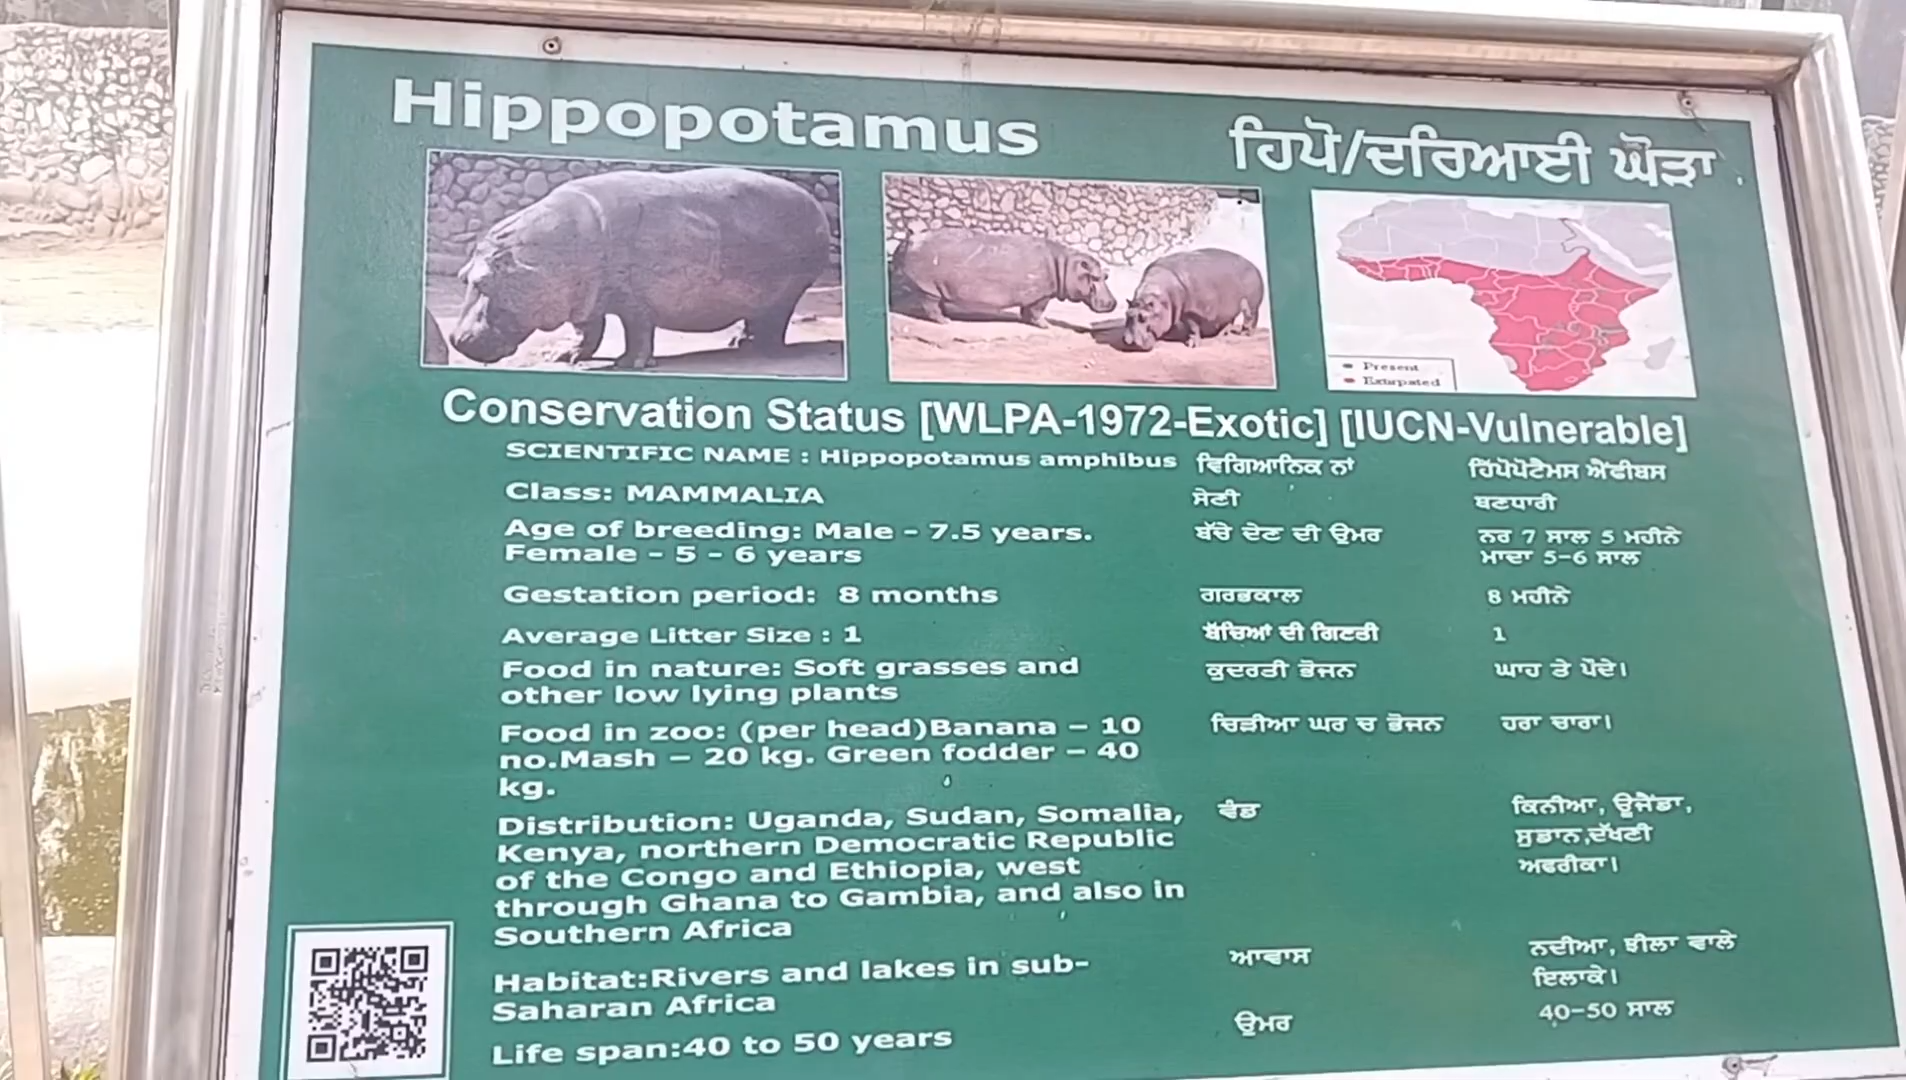 Hippopotamus
ਹਿਪੋ/ਦਰਿਆਈ ਘੋੜਾ
Present
Extirpated
Conservation Status [WLPA-1972-Exotic] [IUCN-Vulnerable]
SCIENTIFIC NAME : Hippopotamus amphibus
Class: MAMMALIA
Age of breeding: Male - 7.5 years.
Female - 5 - 6 years
Gestation period: 8 months
Average Litter Size : 1
Food in nature: Soft grasses and
other low lying plants
Food in zoo: (per head)Banana – 10
no.Mash – 20 kg. Green fodder – 40
kg.
Distribution: Uganda, Sudan, Somalia,
Kenya, northern Democratic Republic
of the Congo and Ethiopia, west
through Ghana to Gambia, and also in
Southern Africa
Habitat:Rivers and lakes in sub-
Saharan Africa
Life span:40 to 50 years
ਵਿਗਿਆਨਿਕ ਨਾਂ ਹਿੱਪੋਪੋਟੈਮਸ ਐਂਫੀਬਸ
ਸੇਣੀ ਥਣਧਾਰੀ
ਬੱਚੇ ਦੇਣ ਦੀ ਉਮਰ ਨਰ 7 ਸਾਲ 5 ਮਹੀਨੇ
ਮਾਦਾ 5-6 ਸਾਲ
ਗਰਭਕਾਲ 8 ਮਹੀਨੇ
ਬੱਚਿਆਂ ਦੀ ਗਿਣਤੀ 1
ਕੁਦਰਤੀ ਭੋਜਨ ਘਾਹ ਤੇ ਪੌਦੇ।
ਚਿੜੀਆ ਘਰ ਚ ਭੋਜਨ ਹਰਾ ਚਾਰਾ।
ਵੰਡ ਕਿਨੀਆ, ਊਜੈਂਡਾ,
ਸੁਡਾਨ,ਦੱਖਣੀ
ਅਫਰੀਕਾ।
ਆਵਾਸ ਨਦੀਆ, ਝੀਲਾ ਵਾਲੇ
ਇਲਾਕੇ।
ਉਮਰ 40-50 ਸਾਲ